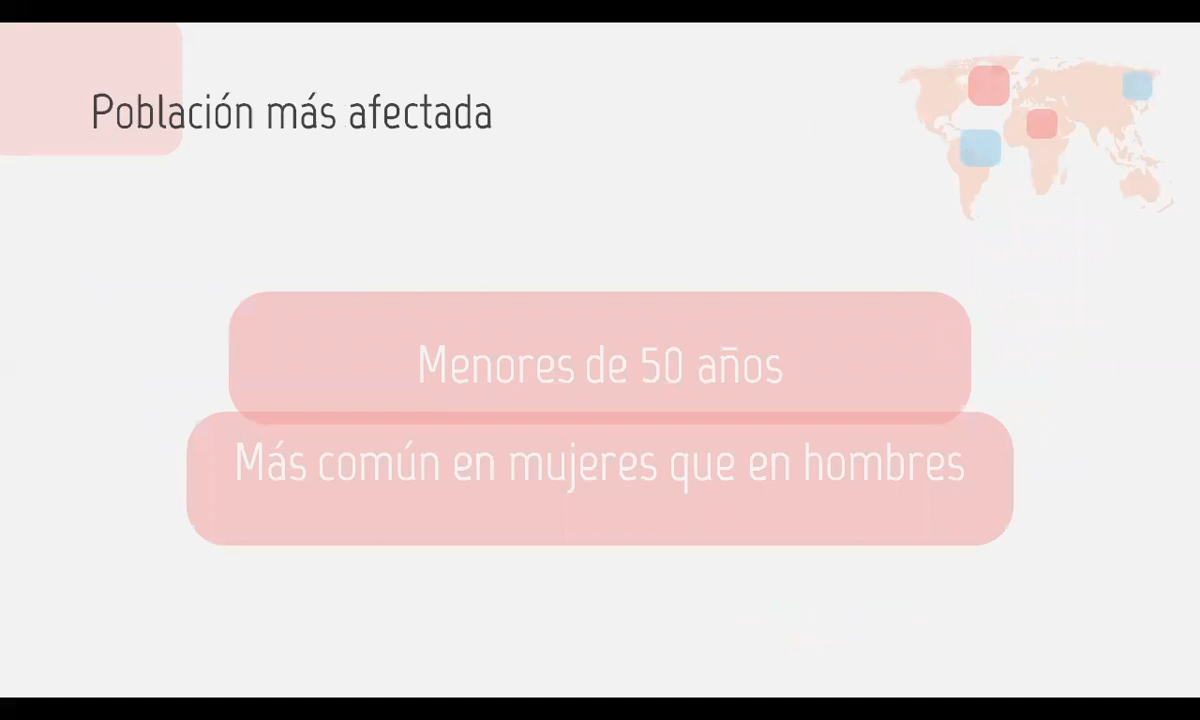 Población más afectada
Menores de 50 años
Más común en mujeres que en hombres